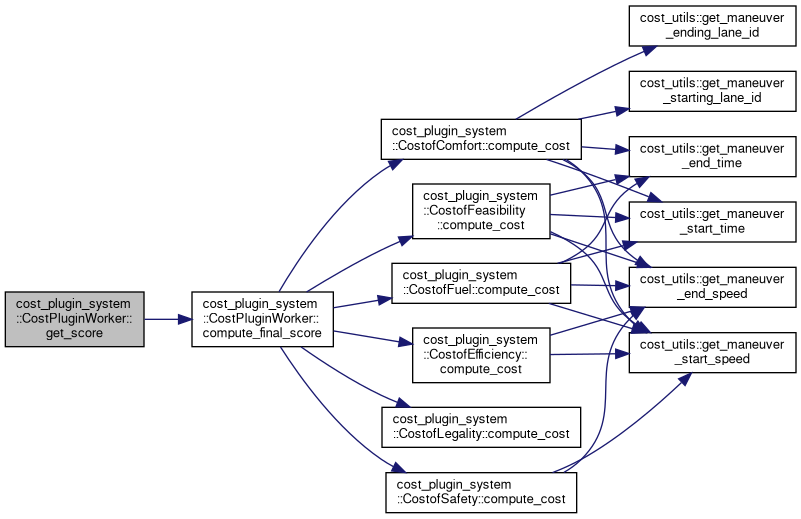 cost_plugin_system
::CostPluginWorker::
get_score
cost_plugin_system
::CostPluginWorker::
compute_final_score
cost_plugin_system
::CostofComfort::compute_cost
cost_plugin_system
::CostofFeasibility
::compute_cost
cost_plugin_system
::CostofFuel::compute_cost
cost_plugin_system
::CostofEfficiency::
compute_cost
cost_plugin_system
::CostofLegality::compute_cost
cost_plugin_system
::CostofSafety::compute_cost
cost_utils::get_maneuver
_ending_lane_id
cost_utils::get_maneuver
_starting_lane_id
cost_utils::get_maneuver
_end_time
cost_utils::get_maneuver
_start_time
cost_utils::get_maneuver
_end_speed
cost_utils::get_maneuver
_start_speed